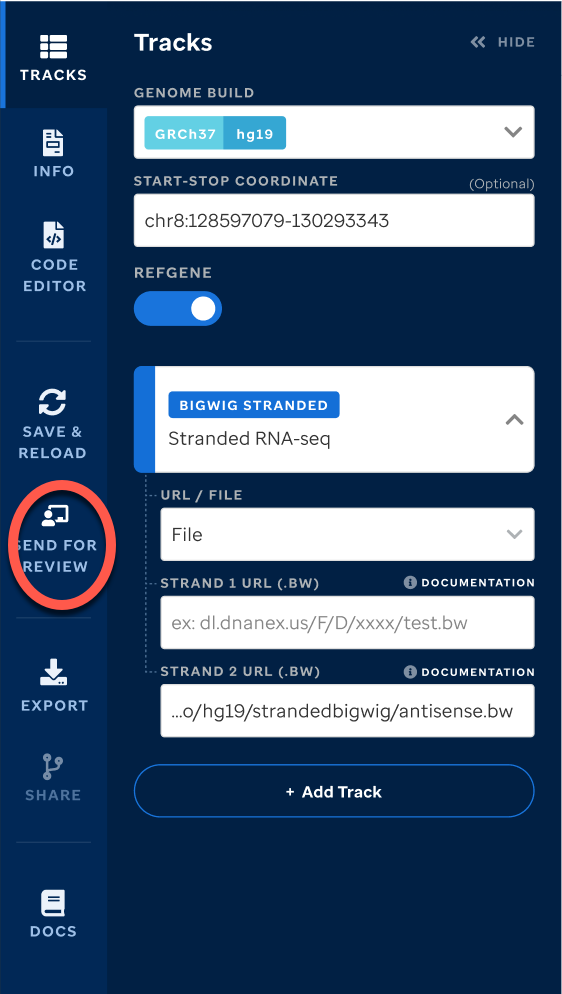 TRACKS
INFO
CODE
EDITOR
SAVE &
RELOAD
SEND FOR
REVIEW
EXPORT
SHARE
DOCS
Tracks
HIDE
GENOME BUILD
GRCh37 hg19
START-STOP COORDINATE (Optional)
chr8:128597079-130293343
REFGENE
BIGWIG STRANDED
Stranded RNA-seq
URL / FILE
File
STRAND 1 URL (.BW) DOCUMENTATION
ex: dl.dnanex.us/F/D/xxxx/test.bw
STRAND 2 URL (.BW) DOCUMENTATION
...o/hg19/strandedbigwig/antisense.bw
+ Add Track